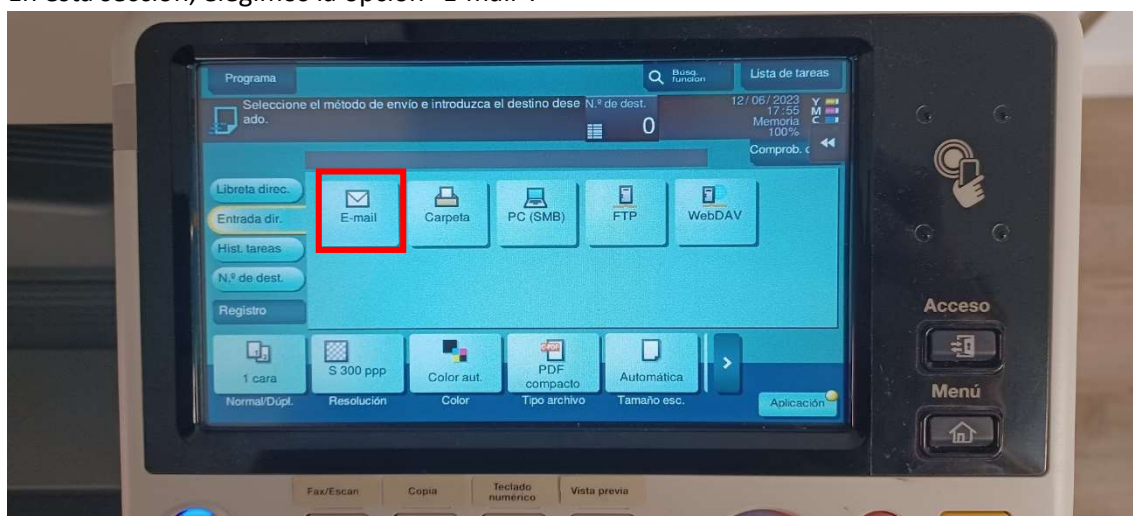 En esta sección, elegimos la opción "E-mail".
Programa
Búsq. función
Lista de tareas
Seleccione el método de envío e introduzca el destino dese
ado.
N.º de dest.
0
12/06/2023
17:55
Memoria
100%
Y
M
C
Comprob. c
Libreta direc.
Entrada dir.
Hist. tareas
N.º de dest.
Registro
E-mail
Carpeta
PC (SMB)
FTP
WebDAV
1 cara
Normal/Dúpl.
S 300 ppp
Resolución
Color aut.
Color
PDF
compacto
Tipo archivo
Automática
Tamaño esc.
Aplicación
Acceso
Menú
Fax/Escan
Copia
Teclado
numérico
Vista previa